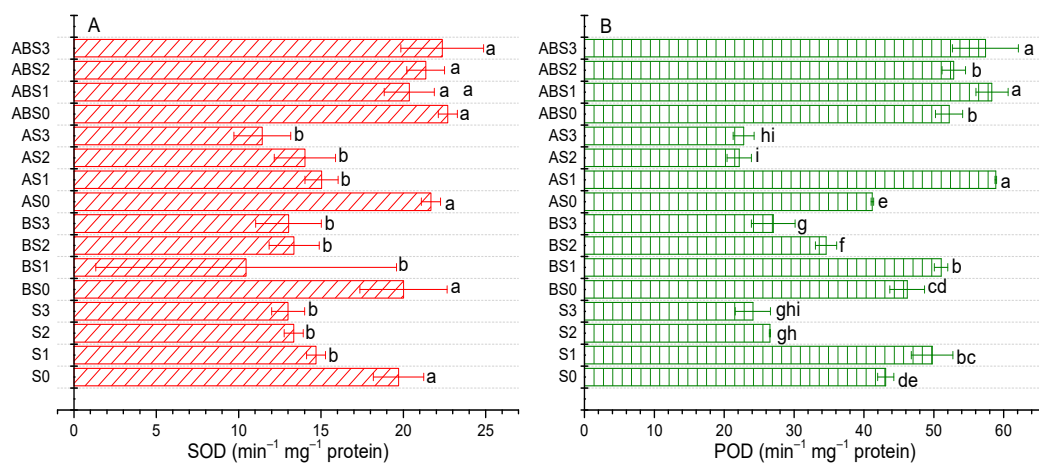 A
B
ABS3 a a
ABS2 a b
ABS1 a a a
ABS0 a b
AS3 b hi
AS2 b i
AS1 b a
AS0 a e
BS3 b g
BS2 b f
BS1 b b
BS0 a cd
S3 b ghi
S2 b gh
S1 b bc
S0 a de
ABS3
ABS2
ABS1
ABS0
AS3
AS2
AS1
AS0
BS3
BS2
BS1
BS0
S3
S2
S1
S0
0 5 10 15 20 25
0 10 20 30 40 50 60
SOD (min⁻¹ mg⁻¹ protein)
POD (min⁻¹ mg⁻¹ protein)